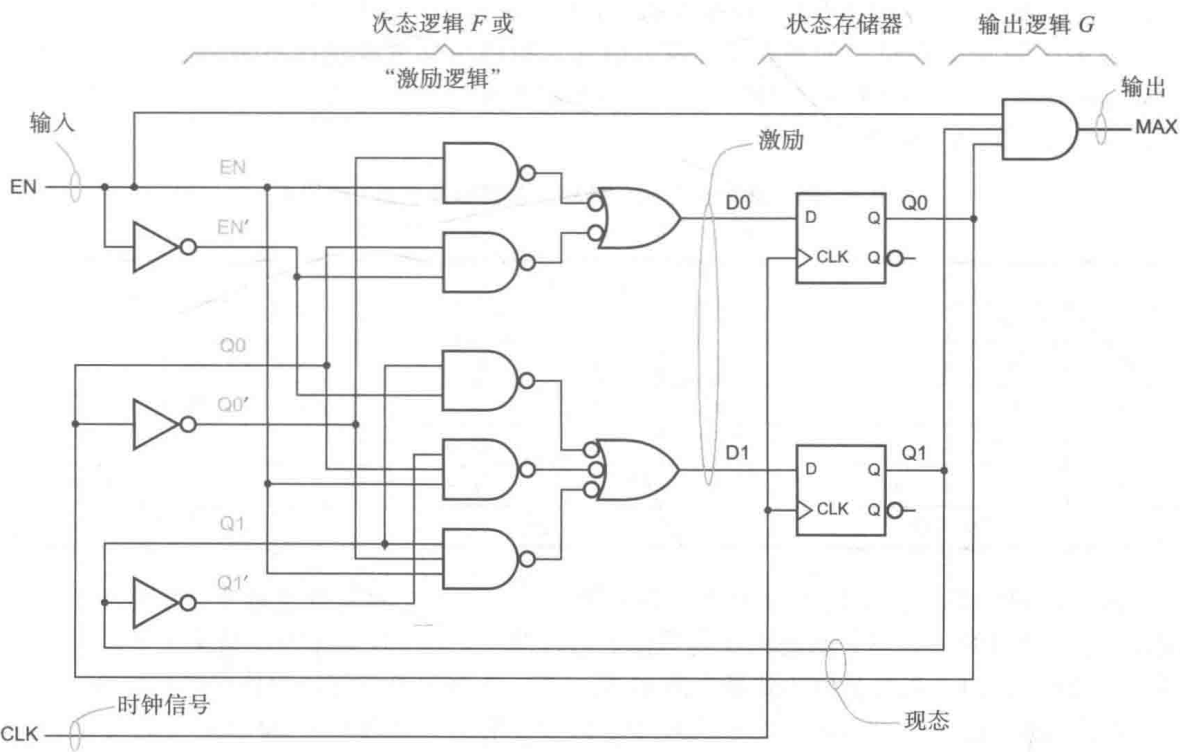 次态逻辑 F 或
“激励逻辑”
状态存储器
输出逻辑 G
输入
输出
EN
EN
MAX
激励
EN′
D0
D
Q
Q0
CLK
Q
Q0
Q0′
D1
D
Q
Q1
CLK
Q
Q1
Q1′
时钟信号
现态
CLK